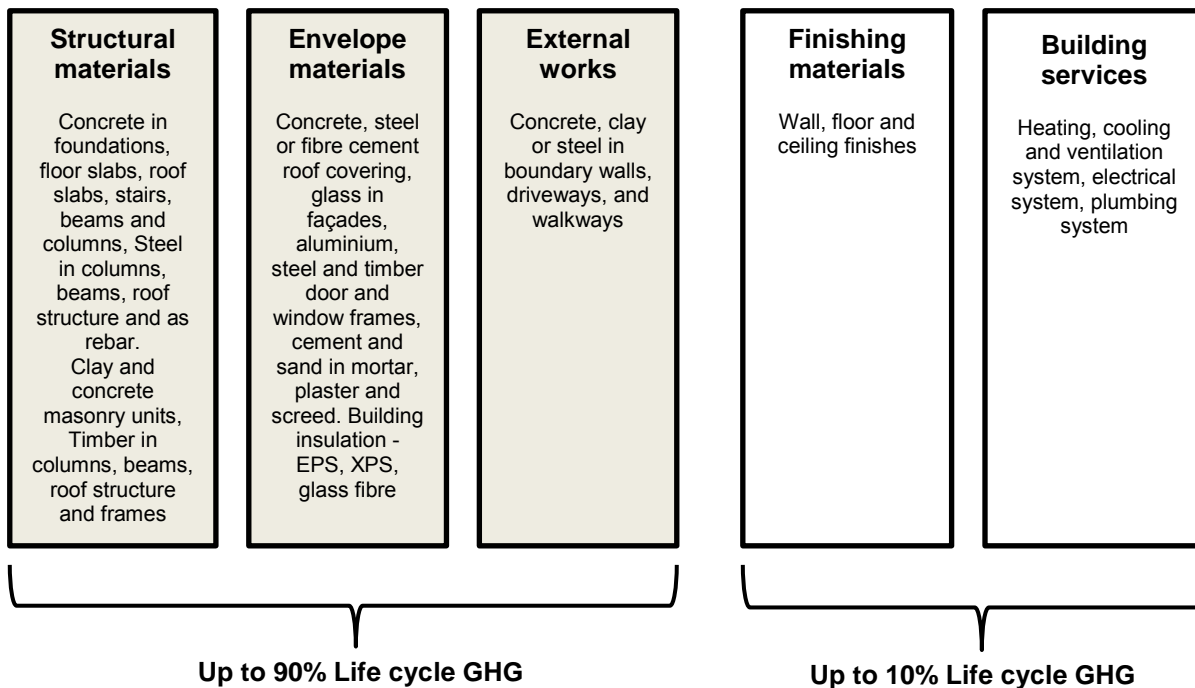 Structural
materials
Concrete in
foundations,
floor slabs, roof
slabs, stairs,
beams and
columns, Steel
in columns,
beams, roof
structure and as
rebar.
Clay and
concrete
masonry units,
Timber in
columns, beams,
roof structure
and frames
Envelope
materials
Concrete, steel
or fibre cement
roof covering,
glass in
façades,
aluminium,
steel and timber
door and
window frames,
cement and
sand in mortar,
plaster and
screed. Building
insulation -
EPS, XPS,
glass fibre
External
works
Concrete, clay
or steel in
boundary walls,
driveways, and
walkways
Finishing
materials
Wall, floor and
ceiling finishes
Building
services
Heating, cooling
and ventilation
system, electrical
system, plumbing
system
Up to 90% Life cycle GHG
Up to 10% Life cycle GHG